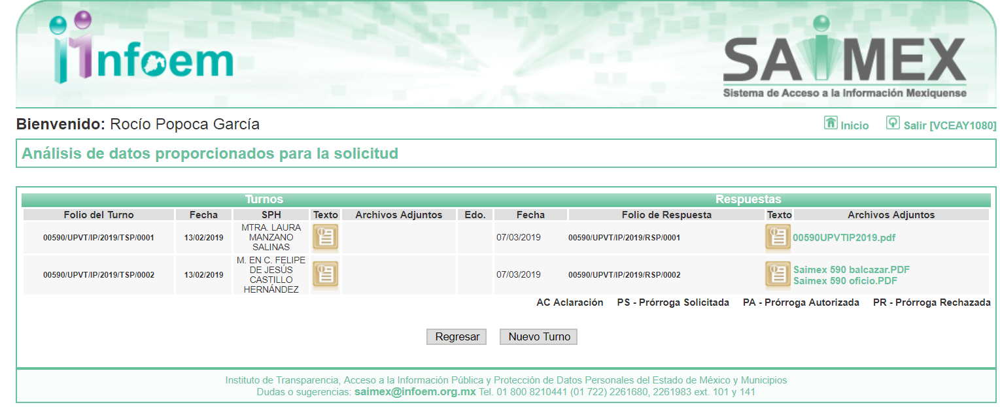 infoem
SAIMEX
Sistema de Acceso a la Información Mexiquense
Bienvenido: Rocío Popoca García
Inicio Salir [VCEAY1080]
Análisis de datos proporcionados para la solicitud
Turnos Respuestas
Folio del Turno Fecha SPH Texto Archivos Adjuntos Edo. Fecha Folio de Respuesta Texto Archivos Adjuntos
00590/UPVT/IP/2019/TSP/0001 13/02/2019 MTRA. LAURA
MANZANO
SALINAS
07/03/2019 00590/UPVT/IP/2019/RSP/0001 00590UPVTIP2019.pdf
00590/UPVT/IP/2019/TSP/0002 13/02/2019 M. EN C. FELIPE
DE JESÚS
CASTILLO
HERNÁNDEZ
07/03/2019 00590/UPVT/IP/2019/RSP/0002 Saimex 590 balcazar.PDF
Saimex 590 oficio.PDF
AC Aclaración PS - Prórroga Solicitada PA - Prórroga Autorizada PR - Prórroga Rechazada
Regresar Nuevo Turno
Instituto de Transparencia, Acceso a la Información Pública y Protección de Datos Personales del Estado de México y Municipios
Dudas o sugerencias: saimex@infoem.org.mx Tel. 01 800 8210441 (01 722) 2261680, 2261983 ext. 101 y 141